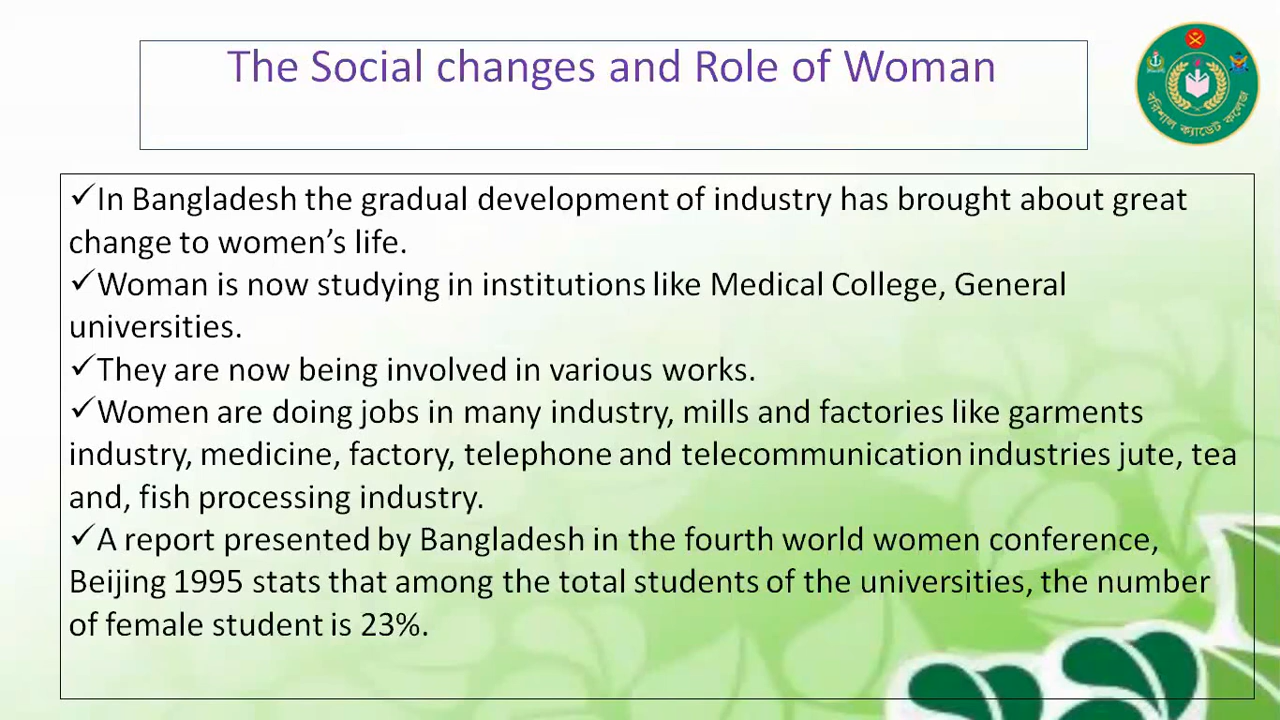 The Social changes and Role of Woman
বরিশাল ক্যাডেট কলেজ
✓In Bangladesh the gradual development of industry has brought about great
change to women’s life.
✓Woman is now studying in institutions like Medical College, General
universities.
✓They are now being involved in various works.
✓Women are doing jobs in many industry, mills and factories like garments
industry, medicine, factory, telephone and telecommunication industries jute, tea
and, fish processing industry.
✓A report presented by Bangladesh in the fourth world women conference,
Beijing 1995 stats that among the total students of the universities, the number
of female student is 23%.